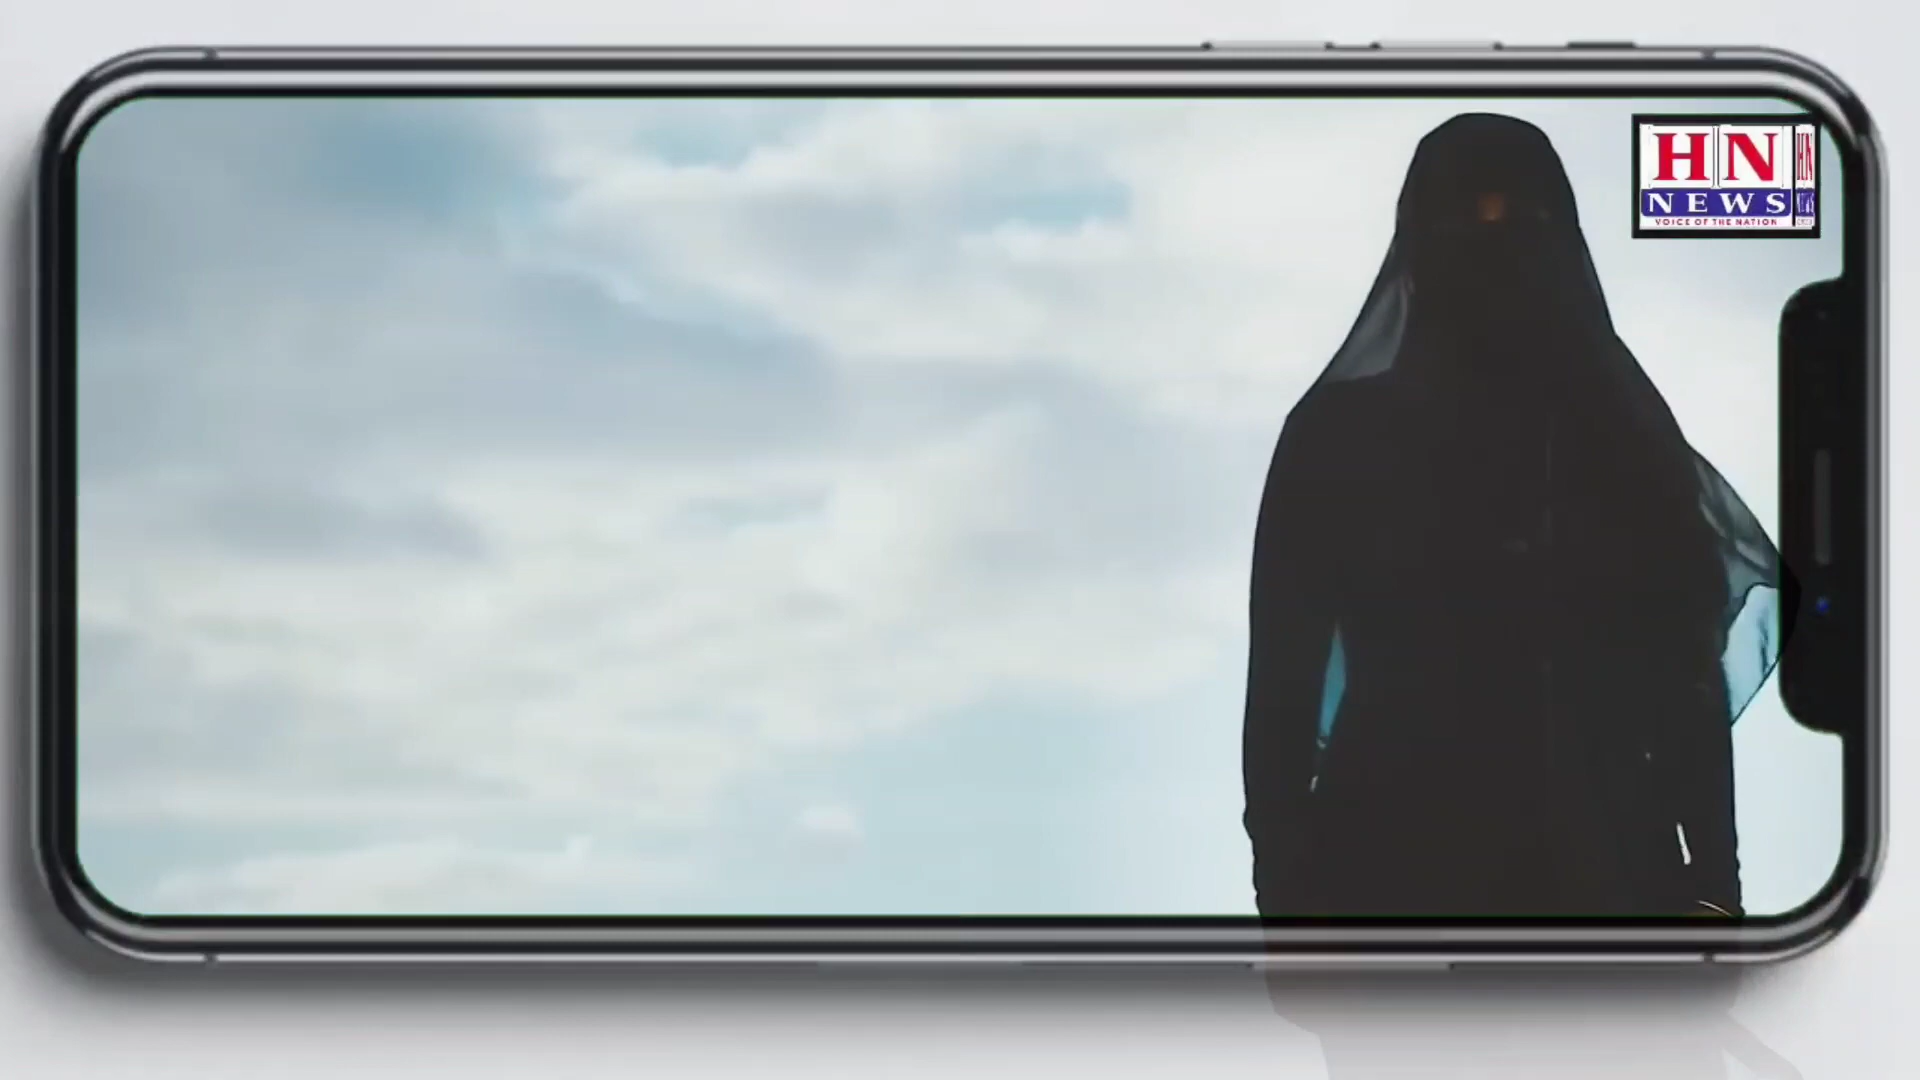 HN
NEWS
VOICE OF THE NATION